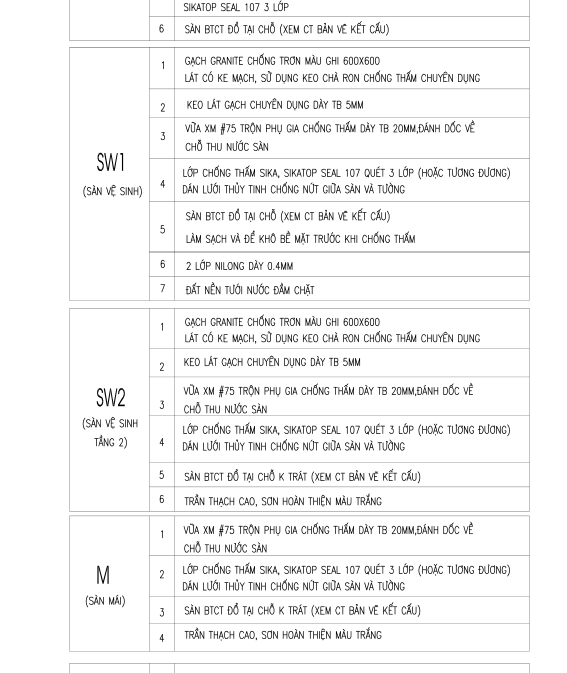 SIKATOP SEAL 107 3 LỚP
6 SÀN BTCT ĐỔ TẠI CHỖ (XEM CT BẢN VẼ KẾT CẤU)
SW1
(SÀN VỆ SINH)
1 GẠCH GRANITE CHỐNG TRƠN MÀU GHI 600X600
LÁT CÓ KE MẠCH, SỬ DỤNG KEO CHÀ RON CHỐNG THẤM CHUYÊN DỤNG
2 KEO LÁT GẠCH CHUYÊN DỤNG DÀY TB 5MM
3 VỮA XM #75 TRỘN PHỤ GIA CHỐNG THẤM DÀY TB 20MM,ĐÁNH DỐC VỀ
CHỖ THU NƯỚC SÀN
4 LỚP CHỐNG THẤM SIKA, SIKATOP SEAL 107 QUÉT 3 LỚP (HOẶC TƯƠNG ĐƯƠNG)
DÁN LƯỚI THỦY TINH CHỐNG NỨT GIỮA SÀN VÀ TƯỜNG
5 SÀN BTCT ĐỔ TẠI CHỖ (XEM CT BẢN VẼ KẾT CẤU)
LÀM SẠCH VÀ ĐỂ KHÔ BỀ MẶT TRƯỚC KHI CHỐNG THẤM
6 2 LỚP NILONG DÀY 0.4MM
7 ĐẤT NỀN TƯỚI NƯỚC ĐẦM CHẶT
SW2
(SÀN VỆ SINH
TẦNG 2)
1 GẠCH GRANITE CHỐNG TRƠN MÀU GHI 600X600
LÁT CÓ KE MẠCH, SỬ DỤNG KEO CHÀ RON CHỐNG THẤM CHUYÊN DỤNG
2 KEO LÁT GẠCH CHUYÊN DỤNG DÀY TB 5MM
3 VỮA XM #75 TRỘN PHỤ GIA CHỐNG THẤM DÀY TB 20MM,ĐÁNH DỐC VỀ
CHỖ THU NƯỚC SÀN
4 LỚP CHỐNG THẤM SIKA, SIKATOP SEAL 107 QUÉT 3 LỚP (HOẶC TƯƠNG ĐƯƠNG)
DÁN LƯỚI THỦY TINH CHỐNG NỨT GIỮA SÀN VÀ TƯỜNG
5 SÀN BTCT ĐỔ TẠI CHỖ K TRÁT (XEM CT BẢN VẼ KẾT CẤU)
6 TRẦN THẠCH CAO, SƠN HOÀN THIỆN MÀU TRẮNG
M
(SÀN MÁI)
1 VỮA XM #75 TRỘN PHỤ GIA CHỐNG THẤM DÀY TB 20MM,ĐÁNH DỐC VỀ
CHỖ THU NƯỚC SÀN
2 LỚP CHỐNG THẤM SIKA, SIKATOP SEAL 107 QUÉT 3 LỚP (HOẶC TƯƠNG ĐƯƠNG)
DÁN LƯỚI THỦY TINH CHỐNG NỨT GIỮA SÀN VÀ TƯỜNG
3 SÀN BTCT ĐỔ TẠI CHỖ K TRÁT (XEM CT BẢN VẼ KẾT CẤU)
4 TRẦN THẠCH CAO, SƠN HOÀN THIỆN MÀU TRẮNG